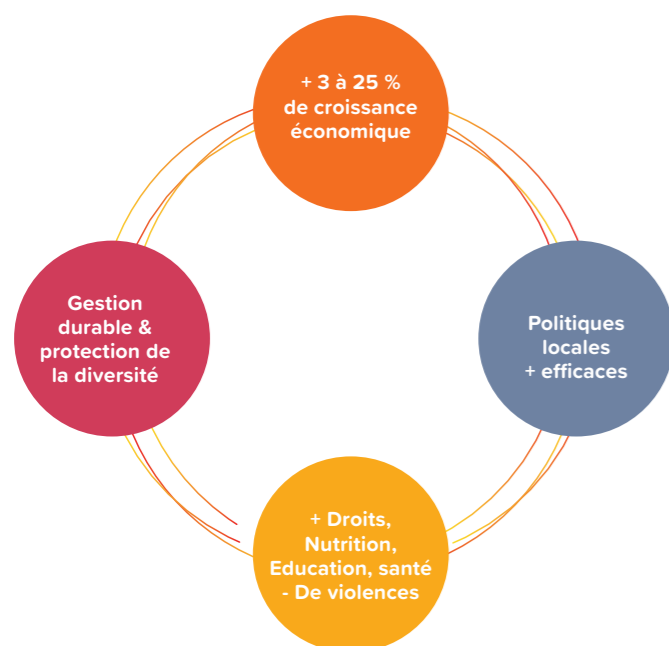 + 3 à 25 %
de croissance
économique
Gestion
durable &
protection de
la diversité
Politiques
locales
+ efficaces
+ Droits,
Nutrition,
Education, santé
- De violences